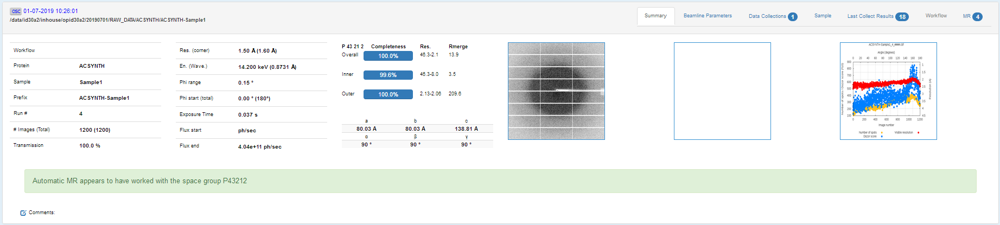 OSC 01-07-2019 10:26:01
/data/id30a2/inhouse/opid30a2/20190701/RAW_DATA/ACSYNTH/ACSYNTH-Sample1
Summary
Beamline Parameters
Data Collections 1
Sample
Last Collect Results 18
Workflow
MR 4
Workflow
Protein ACSYNTH
Sample Sample1
Prefix ACSYNTH-Sample1
Run # 4
# Images (Total) 1200 (1200)
Transmission 100.0 %
Res. (corner) 1.50 Å (1.60 Å)
En. (Wave.) 14.200 keV (0.8731 Å)
Phi range 0.15 °
Phi start (total) 0.00 ° (180°)
Exposure Time 0.037 s
Flux start ph/sec
Flux end 4.04e+11 ph/sec
P 43 21 2 Completeness Res. Rmerge
Overall 100.0% 46.3-2.1 13.9
Inner 99.6% 46.3-8.0 3.5
Outer 100.0% 2.13-2.06 209.6
a b c
80.03 A 80.03 A 138.81 A
α β γ
90 ° 90 ° 90 °
ACSYNTH-Sample1_4_####.cbf
Angle (degrees)
0 20 40 60 80 100 120 140 160 180
900
800
700
600
500
400
300
200
100
1
1.5
2
2.5
3
3.5
4
4.5
Number of spots / Dozor score (*10)
Resolution (A)
0 200 400 600 800 1000 1200
Image number
Number of spots
Visible resolution
Dozor score
Automatic MR appears to have worked with the space group P43212
Comments: